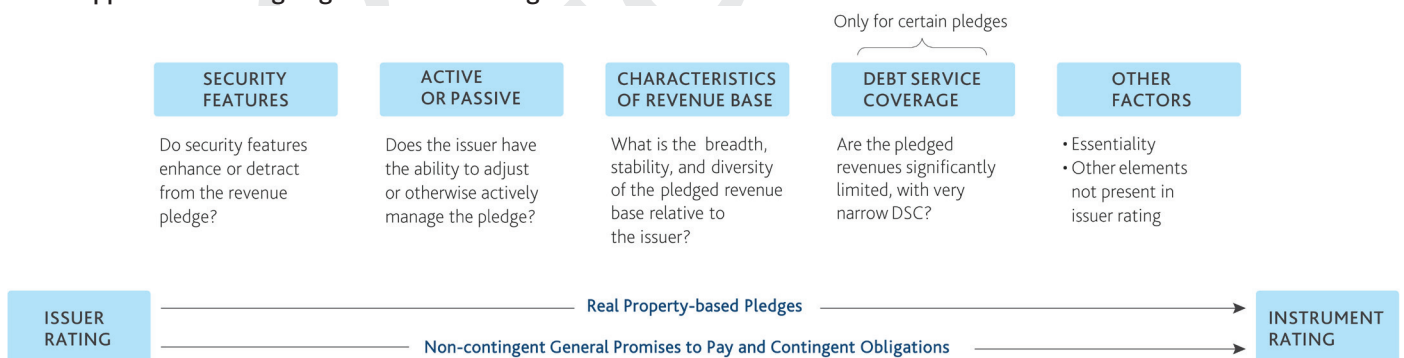 Only for certain pledges
SECURITY
FEATURES
ACTIVE
OR PASSIVE
CHARACTERISTICS
OF REVENUE BASE
DEBT SERVICE
COVERAGE
OTHER
FACTORS
Do security features
enhance or detract
from the revenue
pledge?
Does the issuer have
the ability to adjust
or otherwise actively
manage the pledge?
What is the breadth,
stability, and diversity
of the pledged revenue
base relative to
the issuer?
Are the pledged
revenues significantly
limited, with very
narrow DSC?
• Essentiality
• Other elements
not present in
issuer rating
ISSUER
RATING
Real Property-based Pledges
Non-contingent General Promises to Pay and Contingent Obligations
INSTRUMENT
RATING